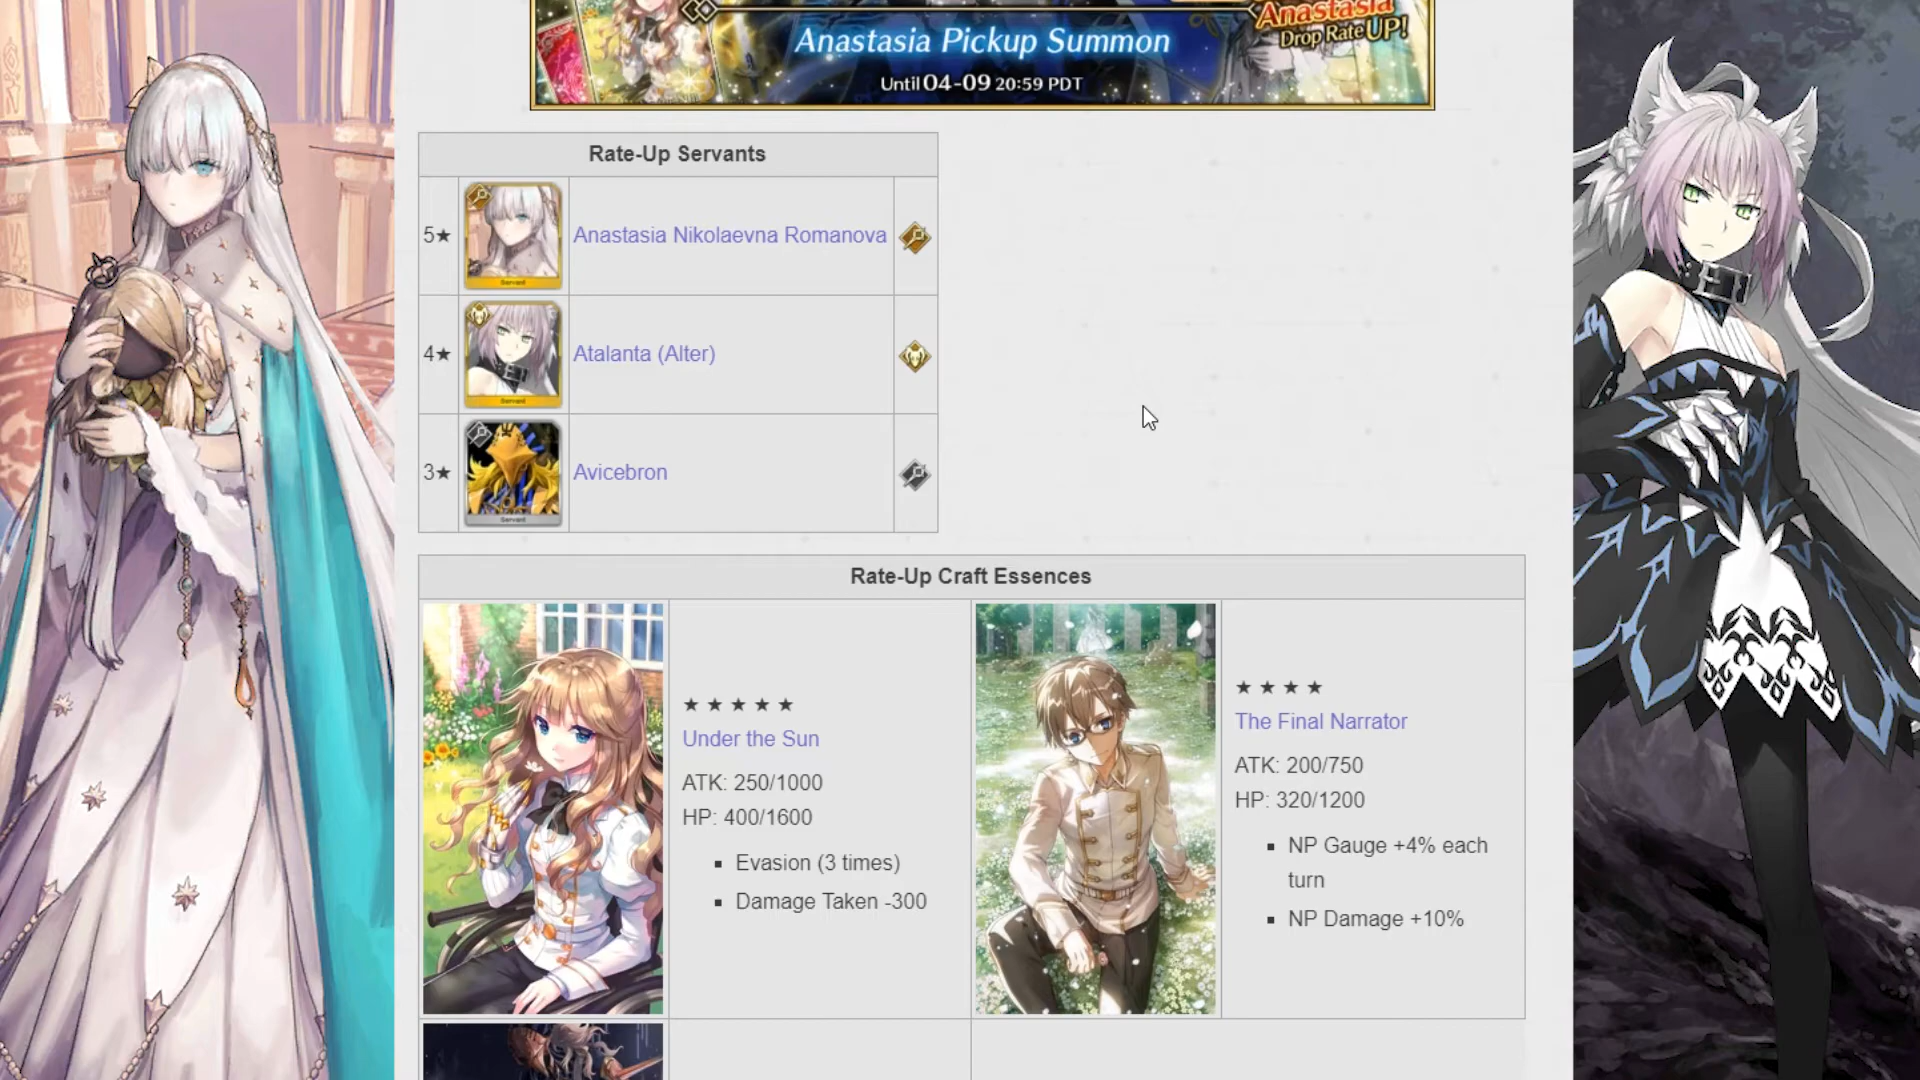 Anastasia
Drop Rate UP!
Anastasia Pickup Summon
Until 04-09 20:59 PDT
Rate-Up Servants
5★ Servant Anastasia Nikolaevna Romanova
4★ Servant Atalanta (Alter)
3★ Servant Avicebron
Rate-Up Craft Essences
★ ★ ★ ★ ★
Under the Sun
ATK: 250/1000
HP: 400/1600
▪ Evasion (3 times)
▪ Damage Taken -300
★ ★ ★ ★
The Final Narrator
ATK: 200/750
HP: 320/1200
▪ NP Gauge +4% each
turn
▪ NP Damage +10%